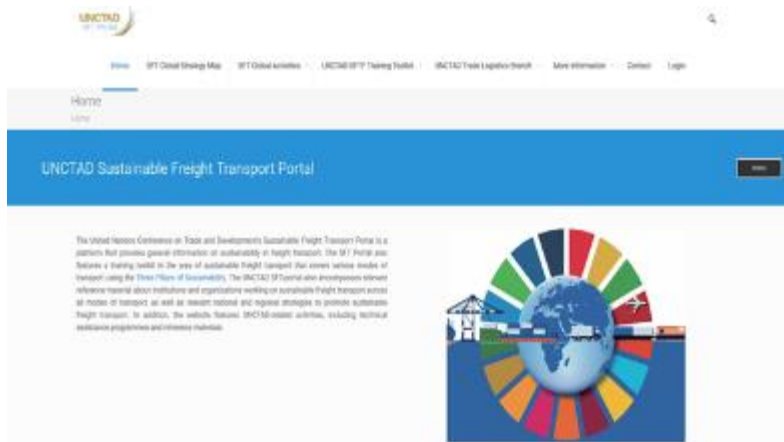 UNCTAD
SFT Portal
Home SFT Global Strategy Map SFT Global Activities UNCTAD SFTF Training Toolkit UNCTAD Trade Logistics Branch More Information Contact Login
Home
Home
UNCTAD Sustainable Freight Transport Portal
The United Nations Conference on Trade and Development's Sustainable Freight Transport Portal is a
platform that provides general information on sustainability in freight transport. The SFT Portal also
features a training toolkit in the area of sustainable freight transport that covers various modes of
transport using the Three Pillars of Sustainability. The UNCTAD SFT portal also encompasses relevant
reference material about institutions and organizations working on sustainable freight transport across
all modes of transport as well as relevant national and regional strategies to promote sustainable
freight transport. In addition, the website features UNCTAD-related activities, including technical
assistance programmes and reference materials.